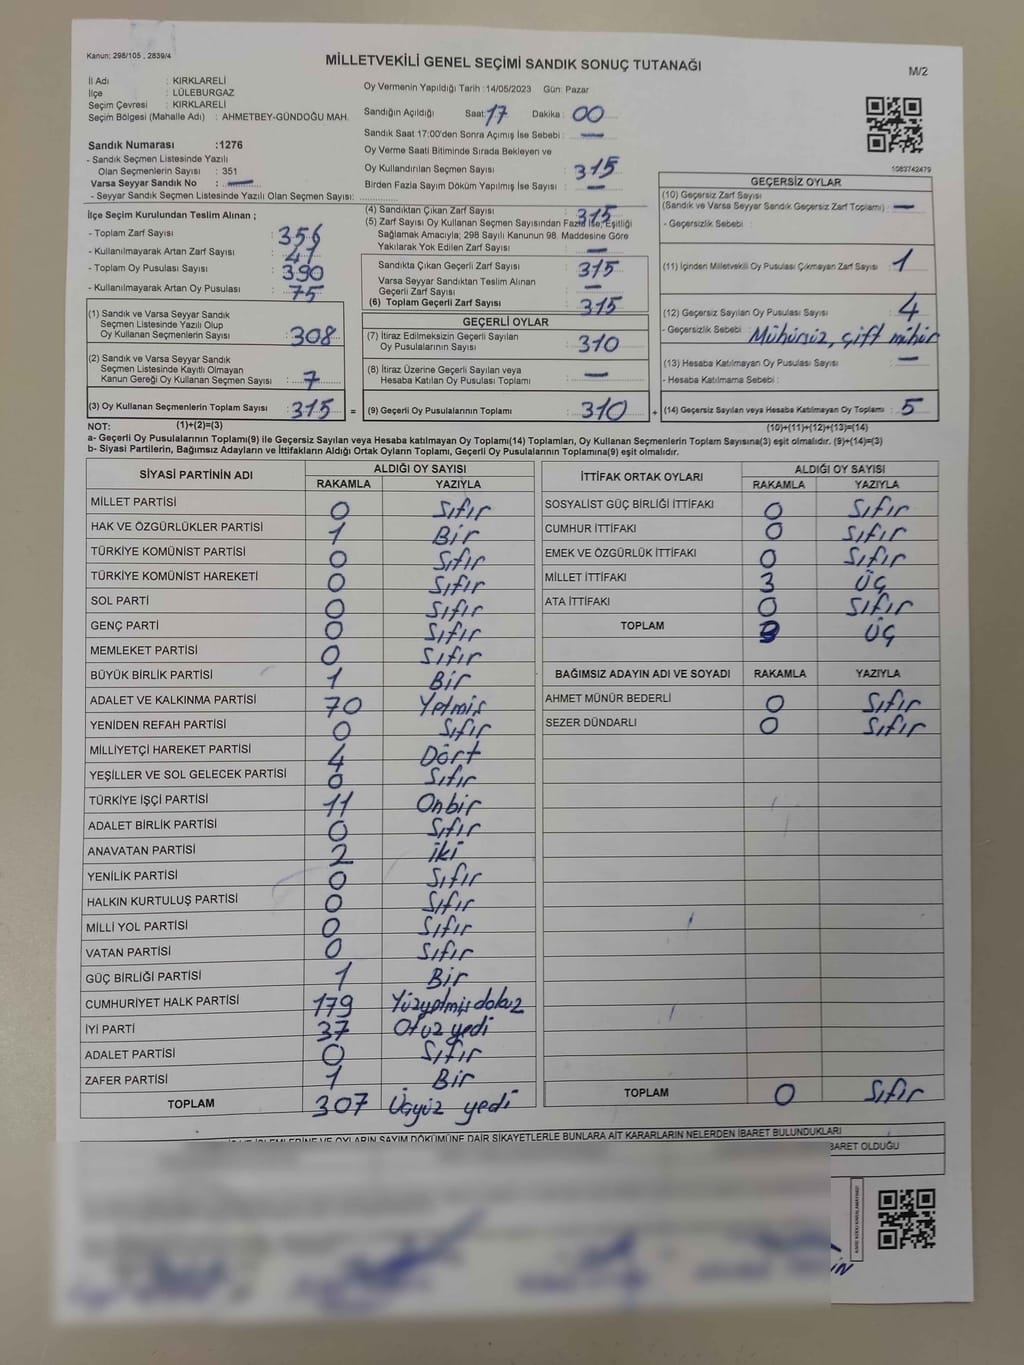 Kanun: 298/105 , 2839/4
MİLLETVEKİLİ GENEL SEÇİMİ SANDIK SONUÇ TUTANAĞI
M/2
İl Adı : KIRKLARELİ
İlçe : LÜLEBURGAZ
Seçim Çevresi : KIRKLARELİ
Seçim Bölgesi (Mahalle Adı) : AHMETBEY-GÜNDOĞU MAH.
Sandık Numarası :1276
- Sandık Seçmen Listesinde Yazılı
Olan Seçmenlerin Sayısı : 351
Varsa Seyyar Sandık No : —
- Seyyar Sandık Seçmen Listesinde Yazılı Olan Seçmen Sayısı:
Oy Vermenin Yapıldığı Tarih :14/05/2023 Gün: Pazar
Sandığın Açıldığı Saat: 17 Dakika : 00
Sandık Saat 17:00'den Sonra Açımış İse Sebebi : —
Oy Verme Saati Bitiminde Sırada Bekleyen ve
Oy Kullandırılan Seçmen Sayısı : 315
Birden Fazla Sayım Döküm Yapılmış İse Sayısı : —
1083742479
İlçe Seçim Kurulundan Teslim Alınan ;
- Toplam Zarf Sayısı : 356
- Kullanılmayarak Artan Zarf Sayısı : 41
- Toplam Oy Pusulası Sayısı : 390
- Kullanılmayarak Artan Oy Pusulası : 75
(4) Sandıktan Çıkan Zarf Sayısı : 315
(5) Zarf Sayısı Oy Kullanan Seçmen Sayısından Fazla İse, Eşitliği
Sağlamak Amacıyla; 298 Sayılı Kanunun 98. Maddesine Göre
Yakılarak Yok Edilen Zarf Sayısı : —
Sandıkta Çıkan Geçerli Zarf Sayısı : 315
Varsa Seyyar Sandıktan Teslim Alınan
Geçerli Zarf Sayısı : —
(6) Toplam Geçerli Zarf Sayısı : 315
GEÇERSİZ OYLAR
(10) Geçersiz Zarf Sayısı
(Sandık ve Varsa Seyyar Sandık Geçersiz Zarf Toplamı) : —
- Geçersizlik Sebebi :
(11) İçinden Milletvekili Oy Pusulası Çıkmayan Zarf Sayısı : 1
(12) Geçersiz Sayılan Oy Pusulası Sayısı : 4
- Geçersizlik Sebebi : Mühürsüz, çift mühür
(13) Hesaba Katılmayan Oy Pusulası Sayısı : —
- Hesaba Katılmama Sebebi :
(14) Geçersiz Sayılan veya Hesaba Katılmayan Oy Toplamı : 5
(10)+(11)+(12)+(13)=(14)
(1) Sandık ve Varsa Seyyar Sandık
Seçmen Listesinde Yazılı Olup
Oy Kullanan Seçmenlerin Sayısı : 308
(2) Sandık ve Varsa Seyyar Sandık
Seçmen Listesinde Kayıtlı Olmayan
Kanun Gereği Oy Kullanan Seçmen Sayısı : 7
(3) Oy Kullanan Seçmenlerin Toplam Sayısı : 315 =
GEÇERLİ OYLAR
(7) İtiraz Edilmeksizin Geçerli Sayılan
Oy Pusulalarının Sayısı : 310
(8) İtiraz Üzerine Geçerli Sayılan veya
Hesaba Katılan Oy Pusulası Toplamı : —
(9) Geçerli Oy Pusulalarının Toplamı : 310 +
NOT: (1)+(2)=(3)
a- Geçerli Oy Pusulalarının Toplamı(9) ile Geçersiz Sayılan veya Hesaba katılmayan Oy Toplamı(14) Toplamları, Oy Kullanan Seçmenlerin Toplam Sayısına(3) eşit olmalıdır. (9)+(14)=(3)
b- Siyasi Partilerin, Bağımsız Adayların ve İttifakların Aldığı Ortak Oyların Toplamı, Geçerli Oy Pusulalarının Toplamına(9) eşit olmalıdır.
SİYASİ PARTİNİN ADI ALDIĞI OY SAYISI
RAKAMLA YAZIYLA
MİLLET PARTİSİ 0 Sıfır
HAK VE ÖZGÜRLÜKLER PARTİSİ 1 Bir
TÜRKİYE KOMÜNİST PARTİSİ 0 Sıfır
TÜRKİYE KOMÜNİST HAREKETİ 0 Sıfır
SOL PARTİ 0 Sıfır
GENÇ PARTİ 0 Sıfır
MEMLEKET PARTİSİ 0 Sıfır
BÜYÜK BİRLİK PARTİSİ 1 Bir
ADALET VE KALKINMA PARTİSİ 70 Yetmiş
YENİDEN REFAH PARTİSİ 0 Sıfır
MİLLİYETÇİ HAREKET PARTİSİ 4 Dört
YEŞİLLER VE SOL GELECEK PARTİSİ 0 Sıfır
TÜRKİYE İŞÇİ PARTİSİ 11 Onbir
ADALET BİRLİK PARTİSİ 0 Sıfır
ANAVATAN PARTİSİ 2 iki
YENİLİK PARTİSİ 0 Sıfır
HALKIN KURTULUŞ PARTİSİ 0 Sıfır
MİLLİ YOL PARTİSİ 0 Sıfır
VATAN PARTİSİ 0 Sıfır
GÜÇ BİRLİĞİ PARTİSİ 1 Bir
CUMHURİYET HALK PARTİSİ 179 Yüzyetmişdokuz
İYİ PARTİ 37 Otuz yedi
ADALET PARTİSİ 0 Sıfır
ZAFER PARTİSİ 1 Bir
TOPLAM 307 Üçyüz yedi
İTTİFAK ORTAK OYLARI ALDIĞI OY SAYISI
RAKAMLA YAZIYLA
SOSYALİST GÜÇ BİRLİĞİ İTTİFAKI 0 Sıfır
CUMHUR İTTİFAKI 0 Sıfır
EMEK VE ÖZGÜRLÜK İTTİFAKI 0 Sıfır
MİLLET İTTİFAKI 3 Üç
ATA İTTİFAKI 0 Sıfır
TOPLAM 3 Üç
BAĞIMSIZ ADAYIN ADI VE SOYADI RAKAMLA YAZIYLA
AHMET MÜNÜR BEDERLİ 0 Sıfır
SEZER DÜNDARLI 0 Sıfır
TOPLAM 0 Sıfır
OYLARIN SAYIM DÖKÜMÜNE DAİR ŞİKAYETLERLE BUNLARA AİT KARARLARIN NELERDEN İBARET BULUNDUKLARI
BARET OLDUĞU